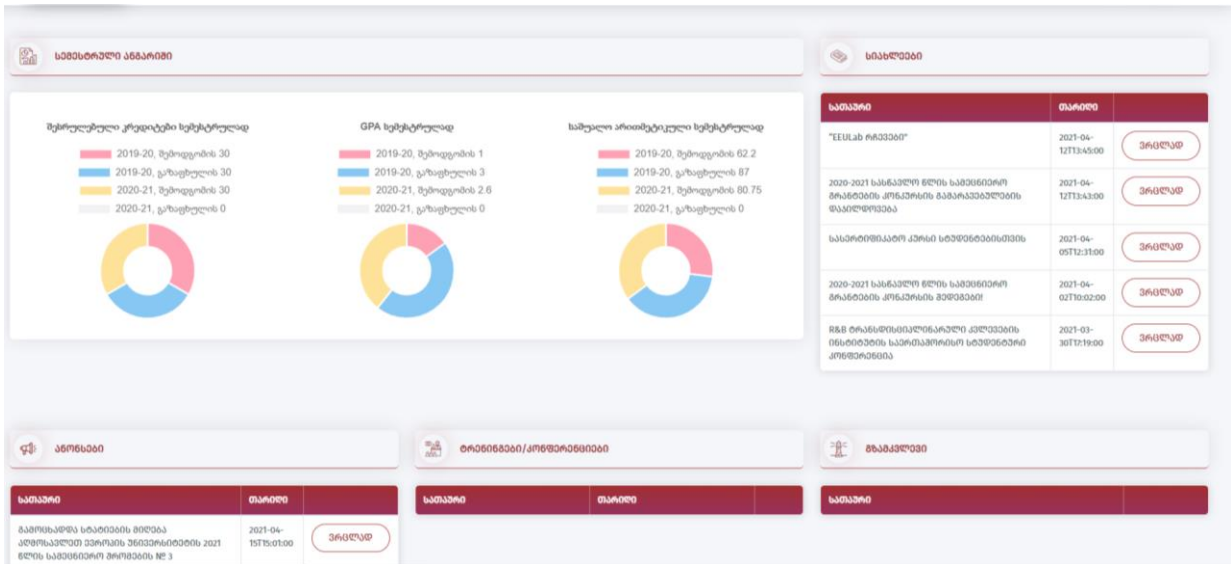 სემესტრული ანგარიში
შესრულებული კრედიტები სემესტრულად
2019-20, შემოდგომის 30
2019-20, გაზაფხულის 30
2020-21, შემოდგომის 30
2020-21, გაზაფხულის 0
GPA სემესტრულად
2019-20, შემოდგომის 1
2019-20, გაზაფხულის 3
2020-21, შემოდგომის 2.6
2020-21, გაზაფხულის 0
საშუალო არითმეტიკული სემესტრულად
2019-20, შემოდგომის 62.2
2019-20, გაზაფხულის 87
2020-21, შემოდგომის 80.75
2020-21, გაზაფხულის 0
სიახლეები
სათაური თარიღი
"EEULab რჩევები" 2021-04- ვრცლად
12T13:45:00
2020-2021 სასწავლო წლის სამეცნიერო 2021-04- ვრცლად
გრანტების კონკურსის გამარჯვებულების 12T13:43:00
დაჯილდოვება
სასერტიფიკატო კურსი სტუდენტებისთვის 2021-04- ვრცლად
05T12:31:00
2020-2021 სასწავლო წლის სამეცნიერო 2021-04- ვრცლად
გრანტების კონკურსის შედეგები! 02T10:02:00
R&B ტრანსდისციპლინარული კვლევების 2021-03- ვრცლად
ინსტიტუტის საერთაშორისო სტუდენტური 30T17:19:00
კონფერენცია
ანონსები
სათაური თარიღი
გამოცხადდა სტატიების მიღება 2021-04- ვრცლად
აღმოსავლეთ ევროპის უნივერსიტეტის 2021 15T15:01:00
წლის სამეცნიერო შრომების № 3
ტრენინგები/კონფერენციები
სათაური თარიღი
გზამკვლევი
სათაური